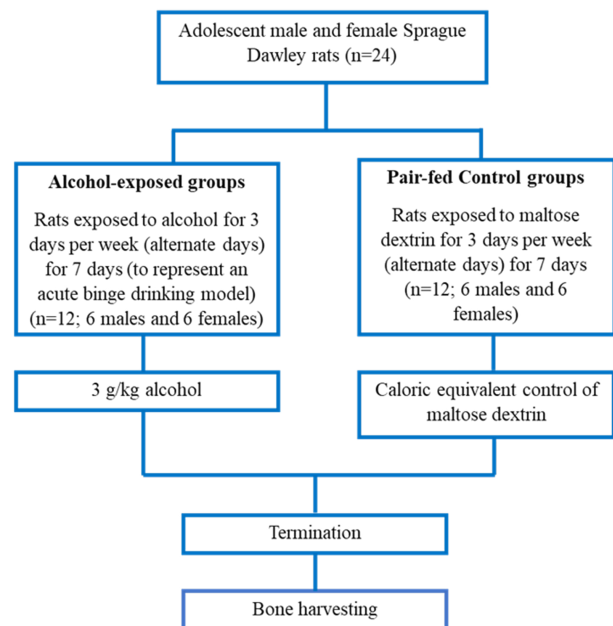 Adolescent male and female Sprague
Dawley rats (n=24)
Alcohol-exposed groups
Rats exposed to alcohol for 3
days per week (alternate days)
for 7 days (to represent an
acute binge drinking model)
(n=12; 6 males and 6 females)
Pair-fed Control groups
Rats exposed to maltose
dextrin for 3 days per week
(alternate days) for 7 days
(n=12; 6 males and 6
females)
3 g/kg alcohol
Caloric equivalent control of
maltose dextrin
Termination
Bone harvesting